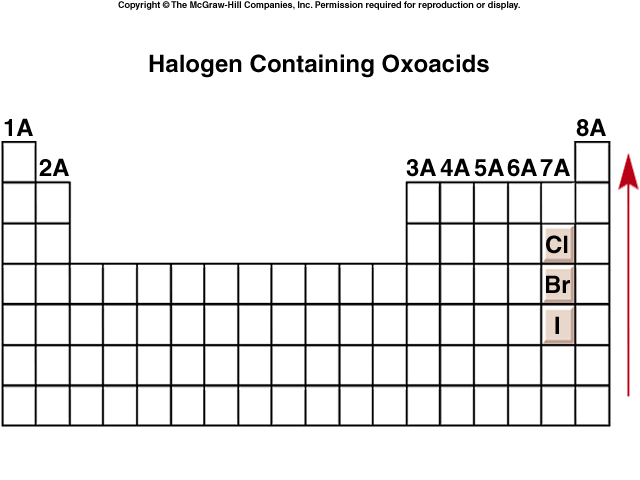 Copyright © The McGraw-Hill Companies, Inc. Permission required for reproduction or display.
Halogen Containing Oxoacids
1A 8A
2A 3A 4A 5A 6A 7A
Cl
Br
I